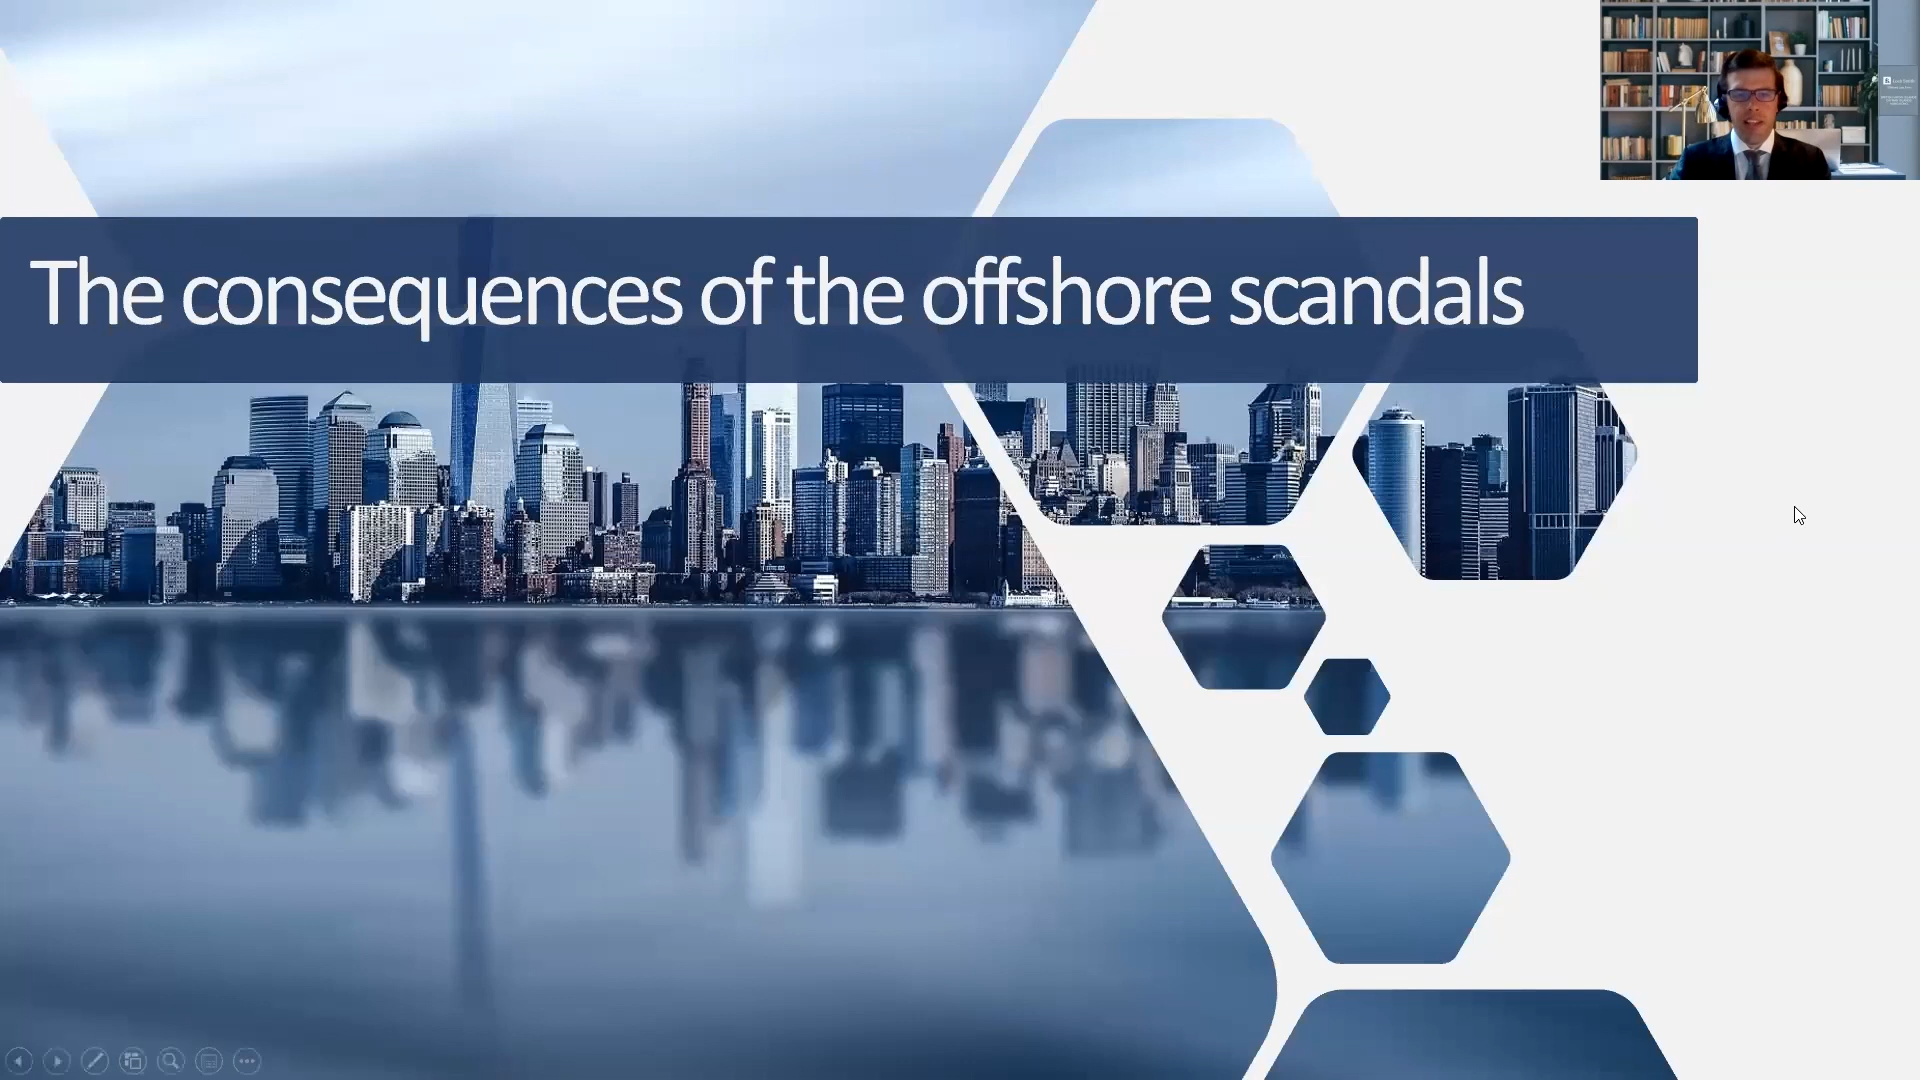 The consequences of the offshore scandals